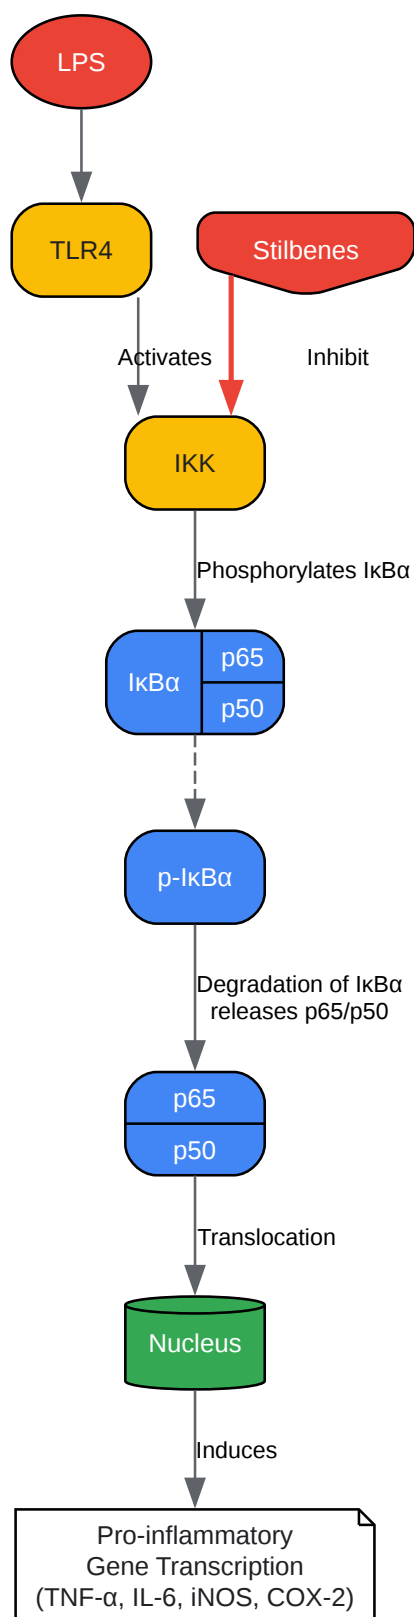 LPS
TLR4
Stilbenes
Activates
Inhibit
IKK
Phosphorylates IκBα
IκBα
p65
p50
p-IκBα
Degradation of IκBα
releases p65/p50
p65
p50
Translocation
Nucleus
Induces
Pro-inflammatory
Gene Transcription
(TNF-α, IL-6, iNOS, COX-2)